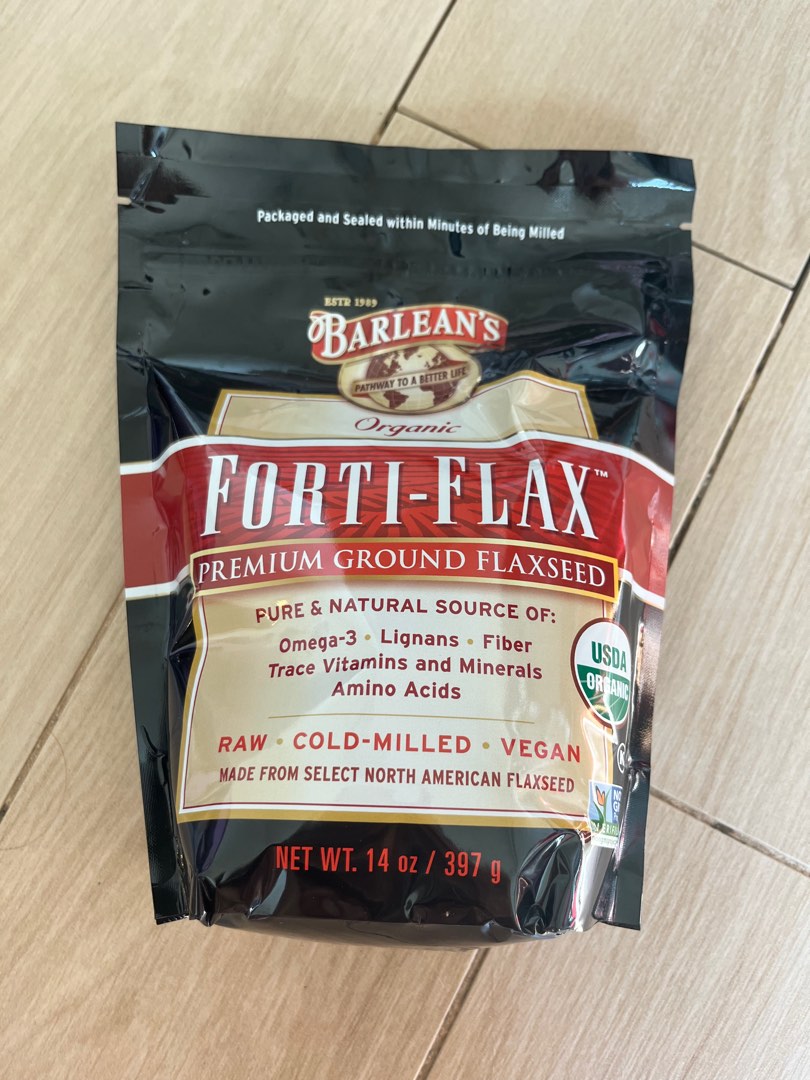 Packaged and Sealed within Minutes of Being Milled
ESTD 1989
BARLEAN'S
PATHWAY TO A BETTER LIFE
Organic
FORTI-FLAX™
PREMIUM GROUND FLAXSEED
PURE & NATURAL SOURCE OF:
Omega-3 • Lignans • Fiber
Trace Vitamins and Minerals
Amino Acids
USDA
ORGANIC
RAW • COLD-MILLED • VEGAN
K
MADE FROM SELECT NORTH AMERICAN FLAXSEED
NET WT. 14 oz / 397 g